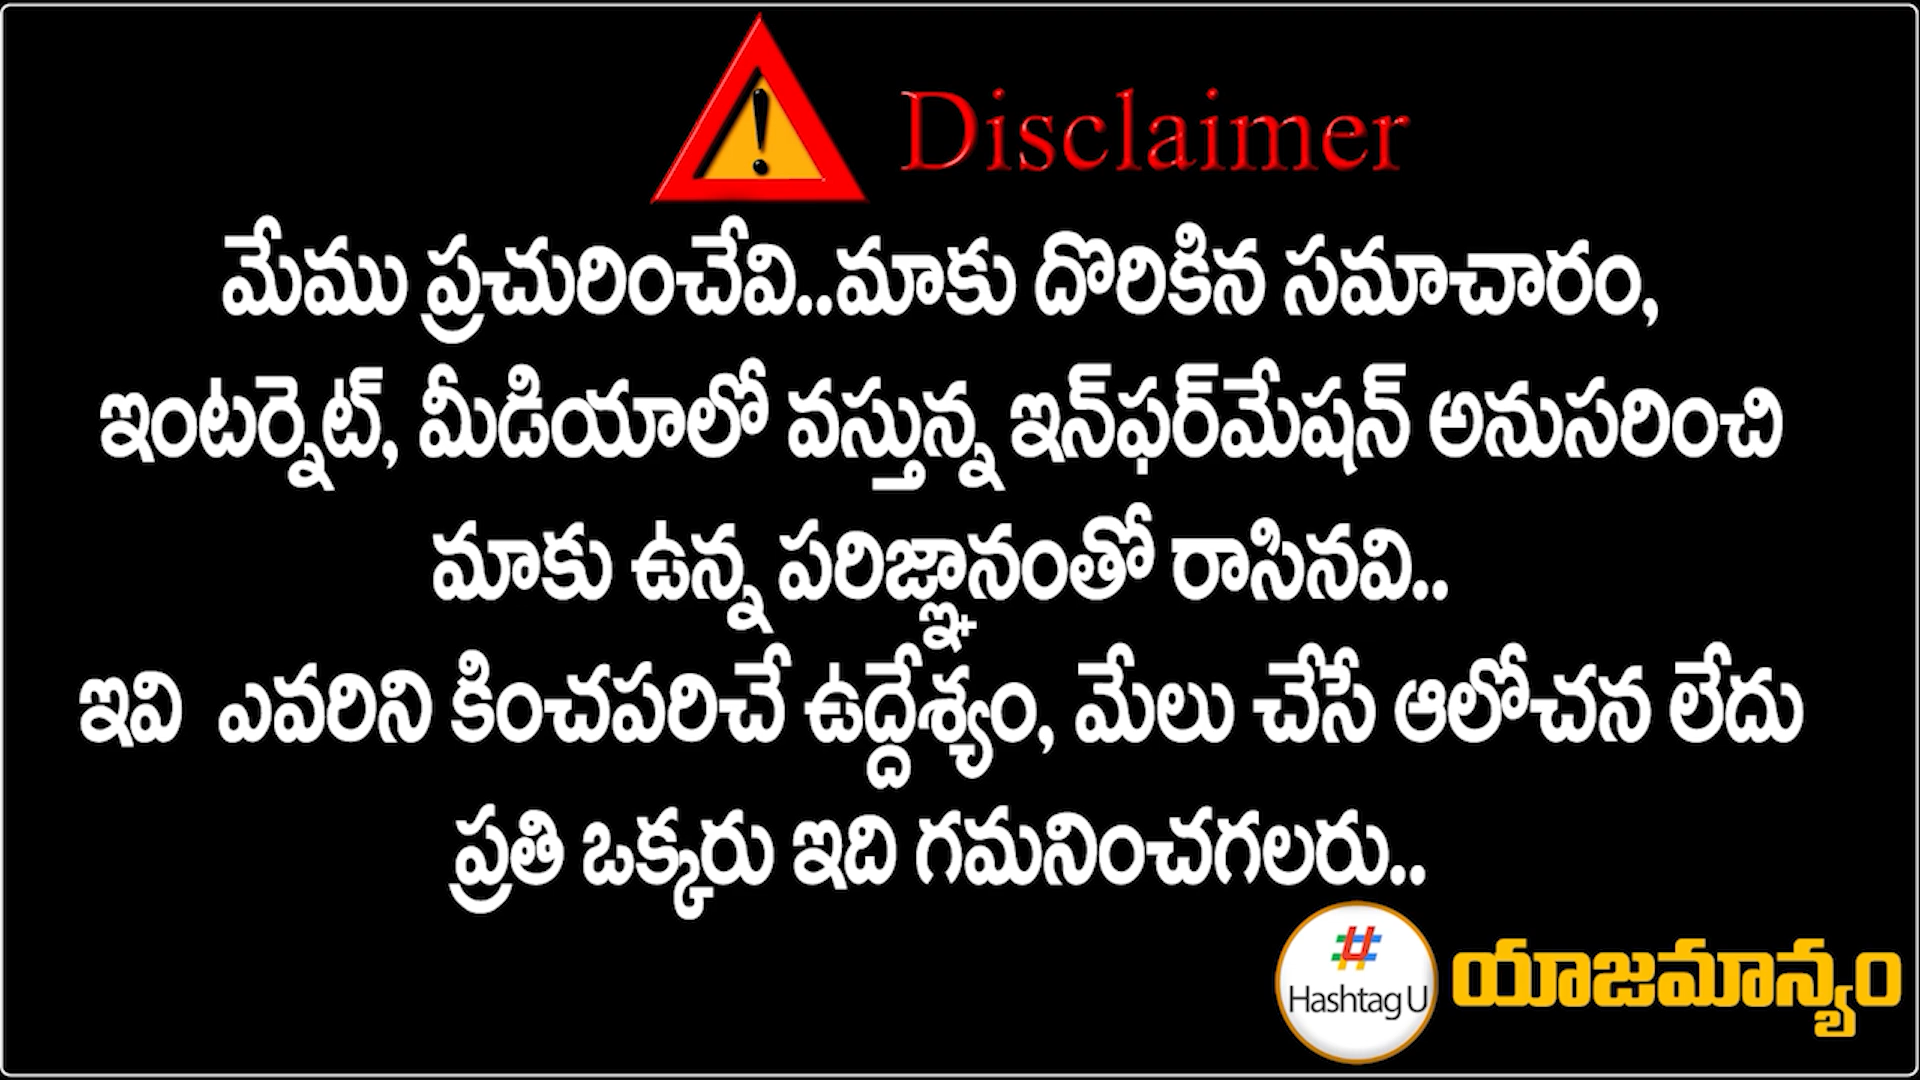 Disclaimer
మేము ప్రచురించేవి..మాకు దొరికిన సమాచారం,
ఇంటర్నెట్, మీడియాలో వస్తున్న ఇన్‌ఫర్‌మేషన్ అనుసరించి
మాకు ఉన్న పరిజ్ఞానంతో రాసినవి..
ఇవి ఎవరిని కించపరిచే ఉద్దేశ్యం, మేలు చేసే ఆలోచన లేదు
ప్రతి ఒక్కరు ఇది గమనించగలరు..
Hashtag U
యాజమాన్యం